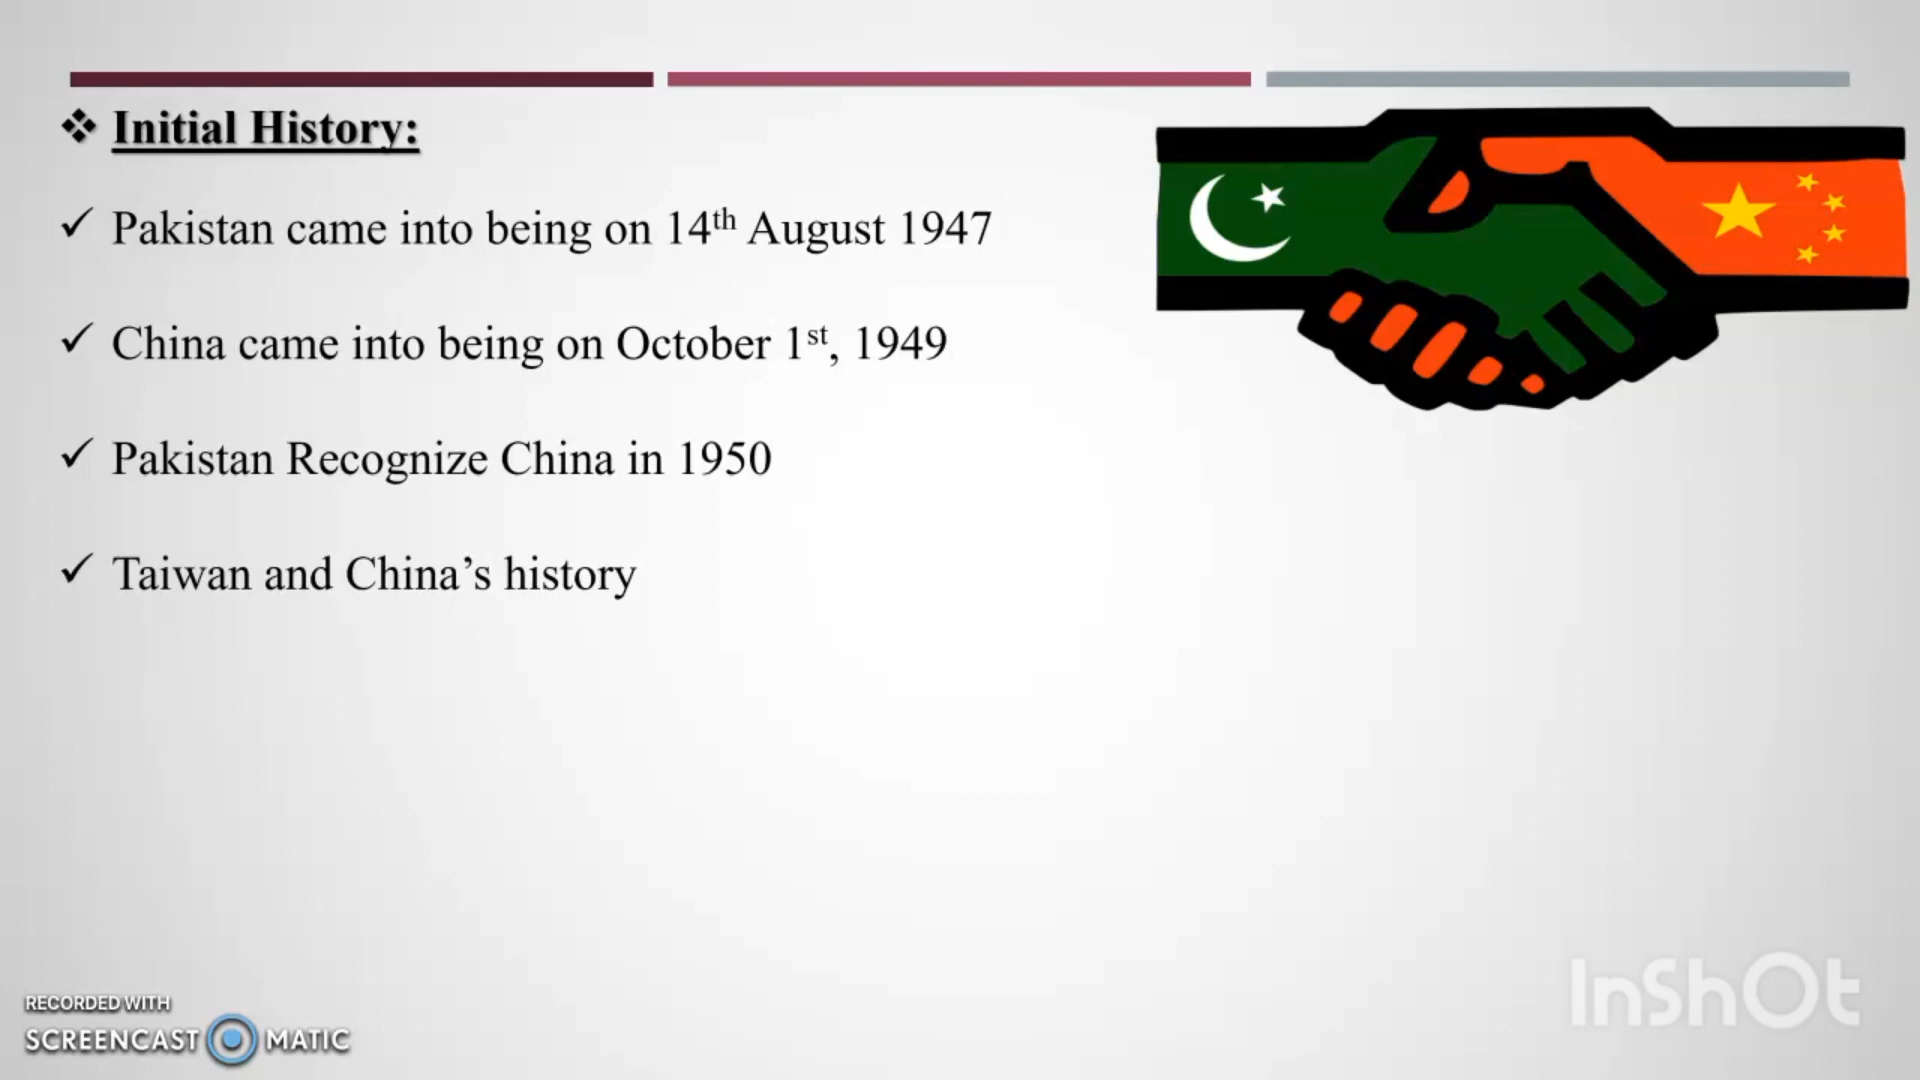 Initial History:
Pakistan came into being on 14th August 1947
China came into being on October 1st, 1949
Pakistan Recognize China in 1950
Taiwan and China’s history
RECORDED WITH
SCREENCAST MATIC
InShOt